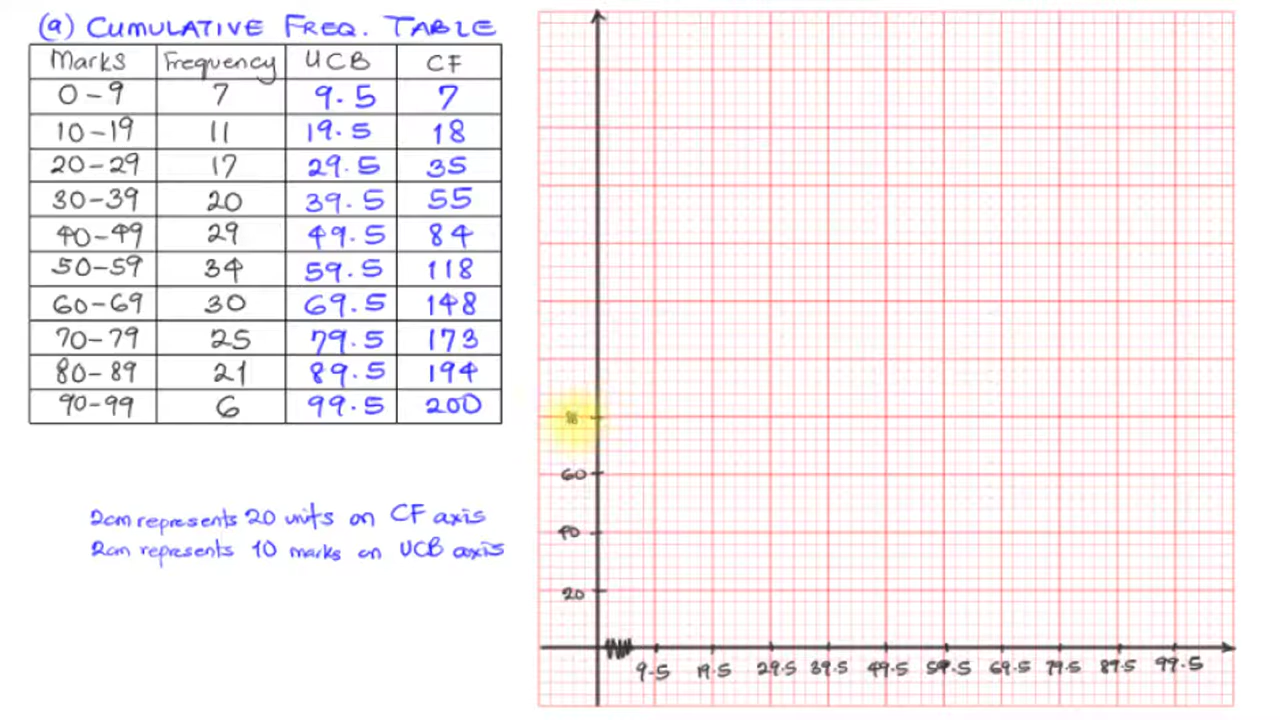 (a) CUMULATIVE FREQ. TABLE
Marks Frequency UCB CF
0-9 7 9.5 7
10-19 11 19.5 18
20-29 17 29.5 35
30-39 20 39.5 55
40-49 29 49.5 84
50-59 34 59.5 118
60-69 30 69.5 148
70-79 25 79.5 173
80-89 21 89.5 194
90-99 6 99.5 200
2cm represents 20 units on CF axis
2cm represents 10 marks on UCB axis
60
40
20
9.5 19.5 29.5 39.5 49.5 59.5 69.5 79.5 89.5 99.5